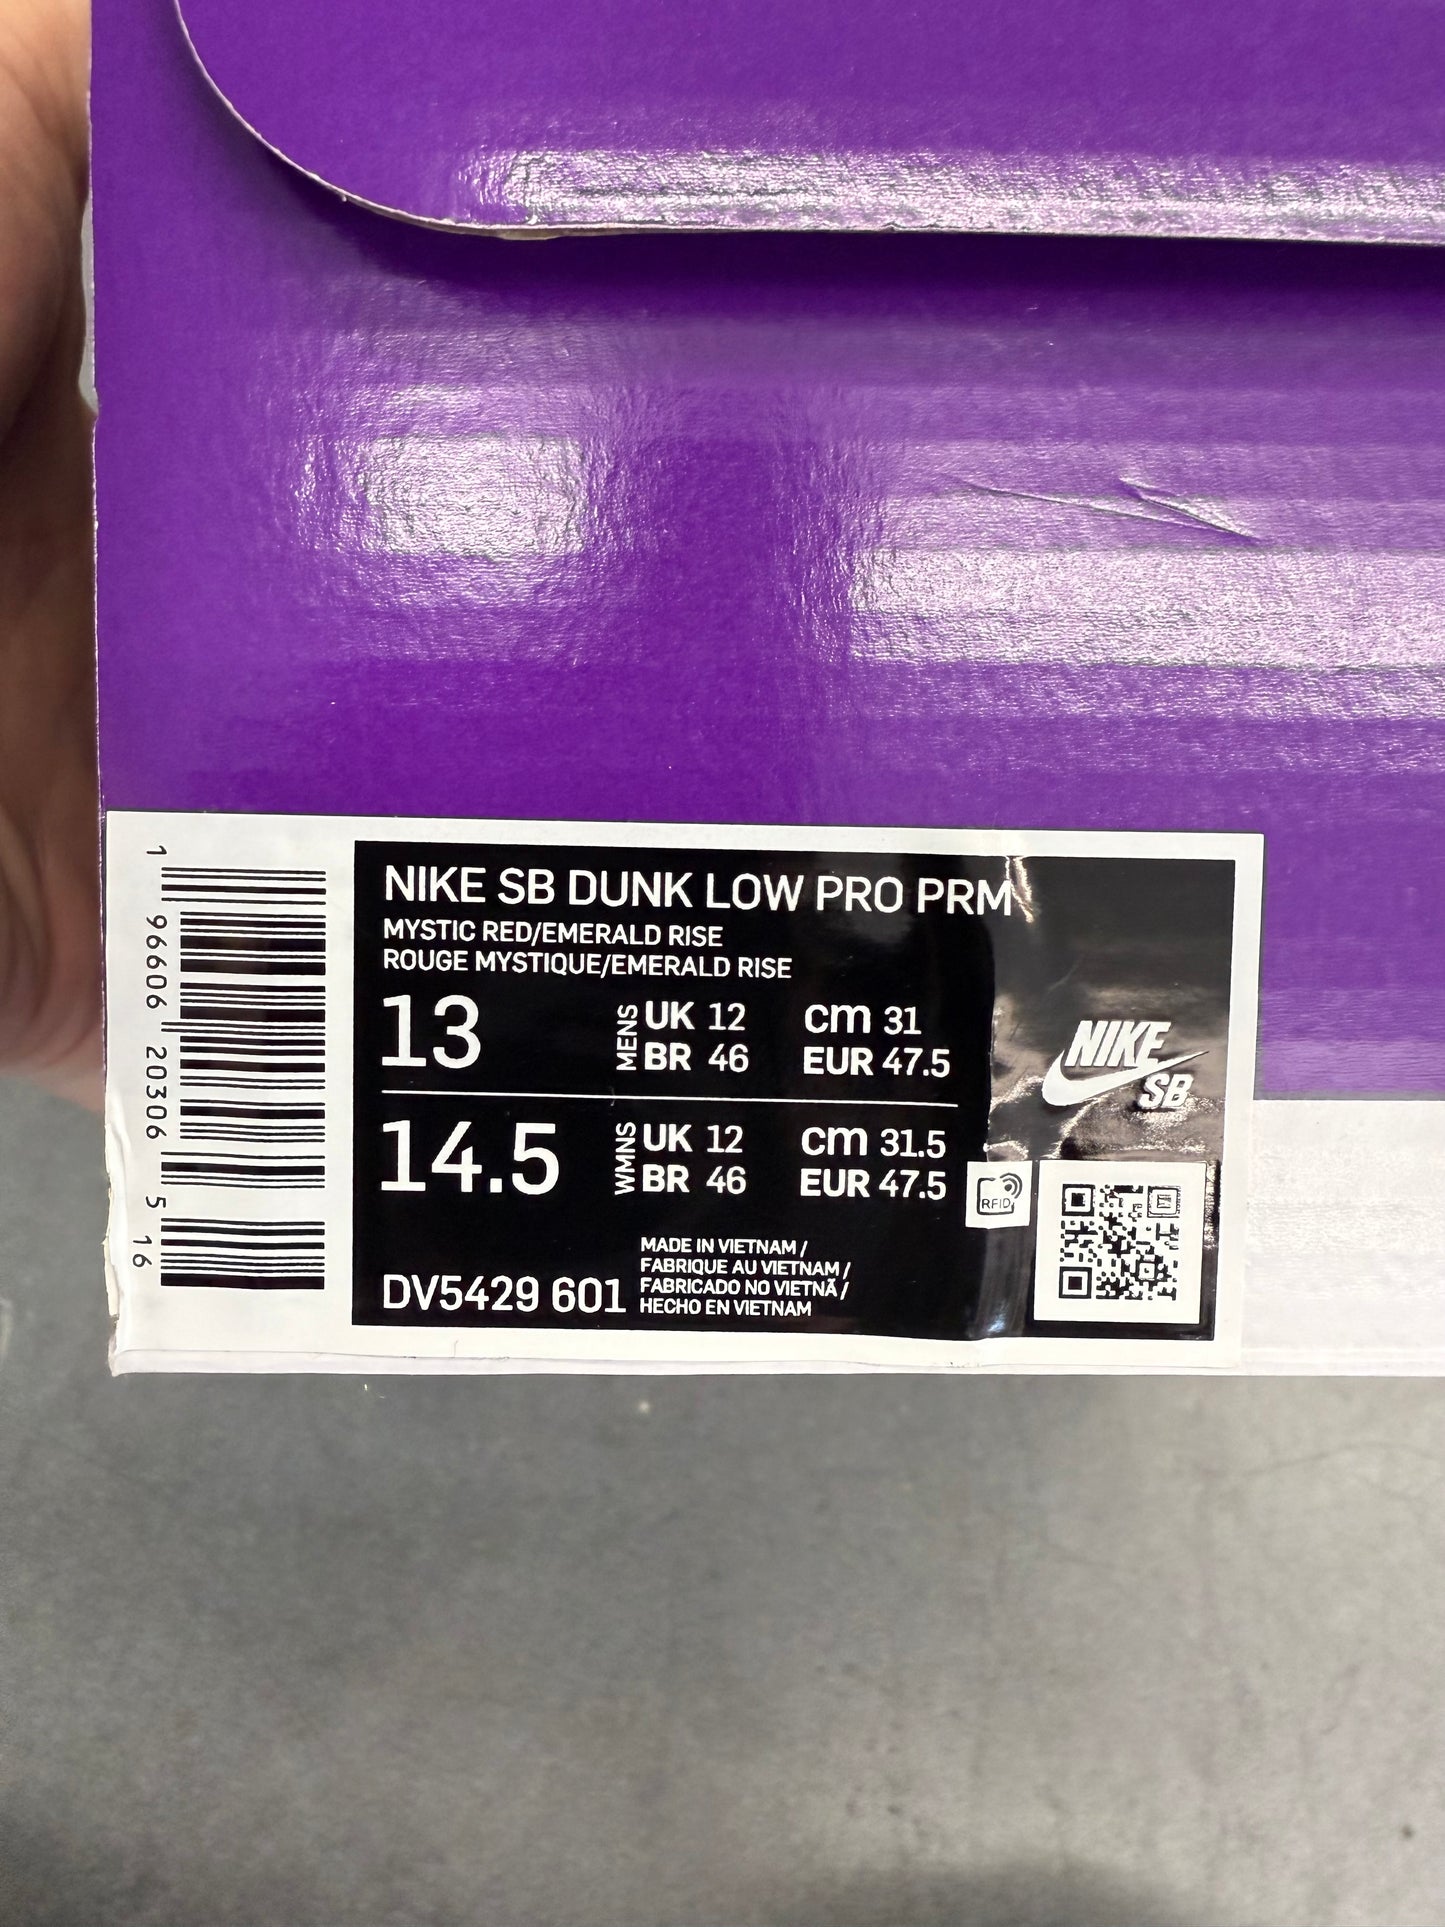 1 96606 20306 5 16
NIKE SB DUNK LOW PRO PRM
MYSTIC RED/EMERALD RISE
ROUGE MYSTIQUE/EMERALD RISE
13 MENS UK 12 cm 31
BR 46 EUR 47.5
14.5 WMNS UK 12 cm 31.5
BR 46 EUR 47.5
NIKE
SB
RFID
MADE IN VIETNAM /
FABRIQUE AU VIETNAM /
FABRICADO NO VIETNÃ /
DV5429 601 HECHO EN VIETNAM